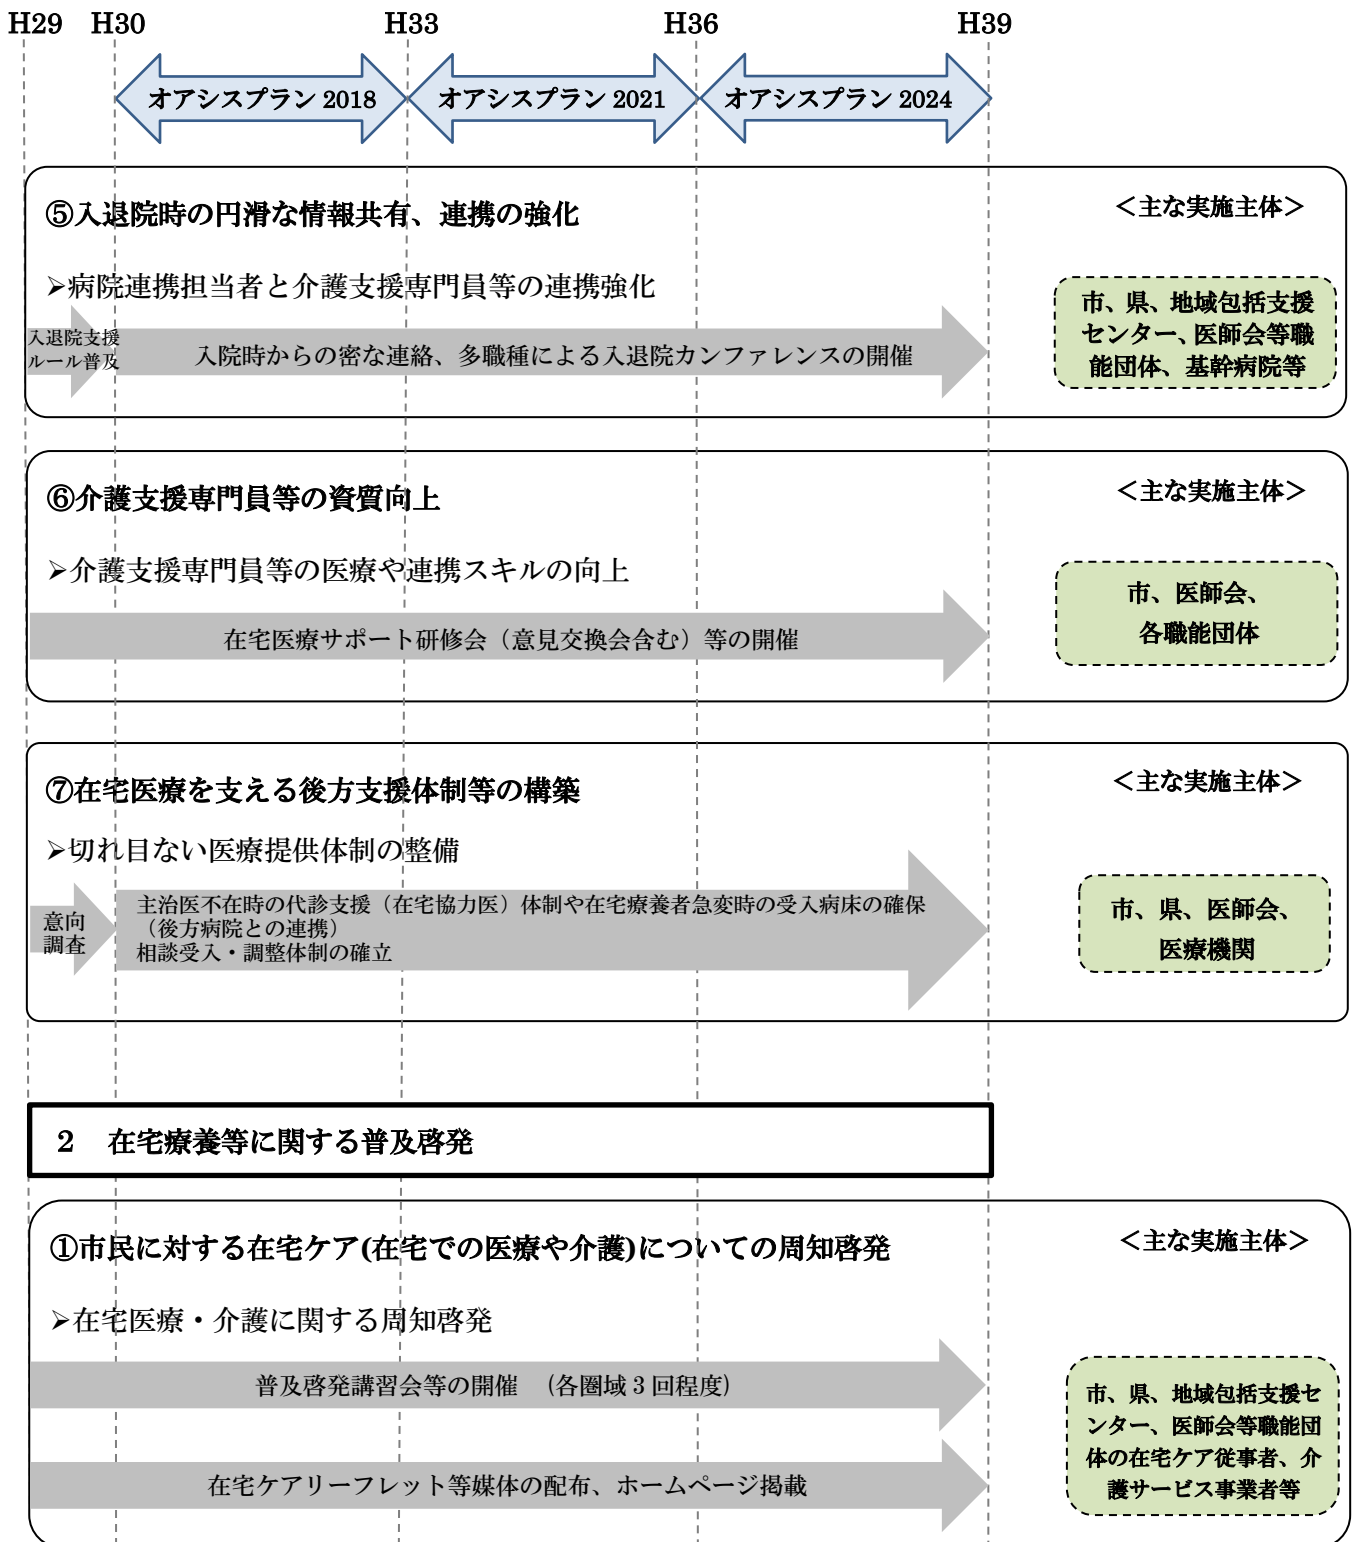 H29 H30 H33 H36 H39
オアシスプラン 2018 オアシスプラン 2021 オアシスプラン 2024
⑤入退院時の円滑な情報共有、連携の強化
＜主な実施主体＞
➢病院連携担当者と介護支援専門員等の連携強化
入退院支援
ルール普及
入院時からの密な連絡、多職種による入退院カンファレンスの開催
市、県、地域包括支援
センター、医師会等職
能団体、基幹病院等
⑥介護支援専門員等の資質向上
＜主な実施主体＞
➢介護支援専門員等の医療や連携スキルの向上
在宅医療サポート研修会（意見交換会含む）等の開催
市、医師会、
各職能団体
⑦在宅医療を支える後方支援体制等の構築
＜主な実施主体＞
➢切れ目ない医療提供体制の整備
意向
調査
主治医不在時の代診支援（在宅協力医）体制や在宅療養者急変時の受入病床の確保
（後方病院との連携）
相談受入・調整体制の確立
市、県、医師会、
医療機関
2　在宅療養等に関する普及啓発
①市民に対する在宅ケア(在宅での医療や介護)についての周知啓発
＜主な実施主体＞
➢在宅医療・介護に関する周知啓発
普及啓発講習会等の開催　(各圏域３回程度)
在宅ケアリーフレット等媒体の配布、ホームページ掲載
市、県、地域包括支援セ
ンター、医師会等職能団
体の在宅ケア従事者、介
護サービス事業者等